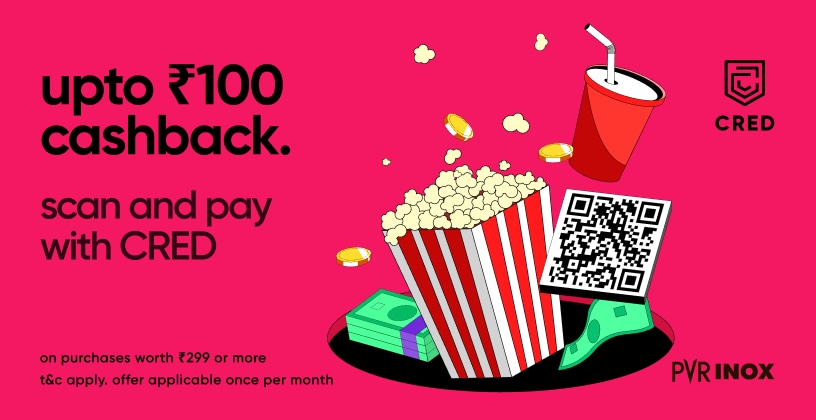 upto ₹100
cashback.
scan and pay
with CRED
on purchases worth ₹299 or more
t&c apply. offer applicable once per month
CRED
PVR INOX